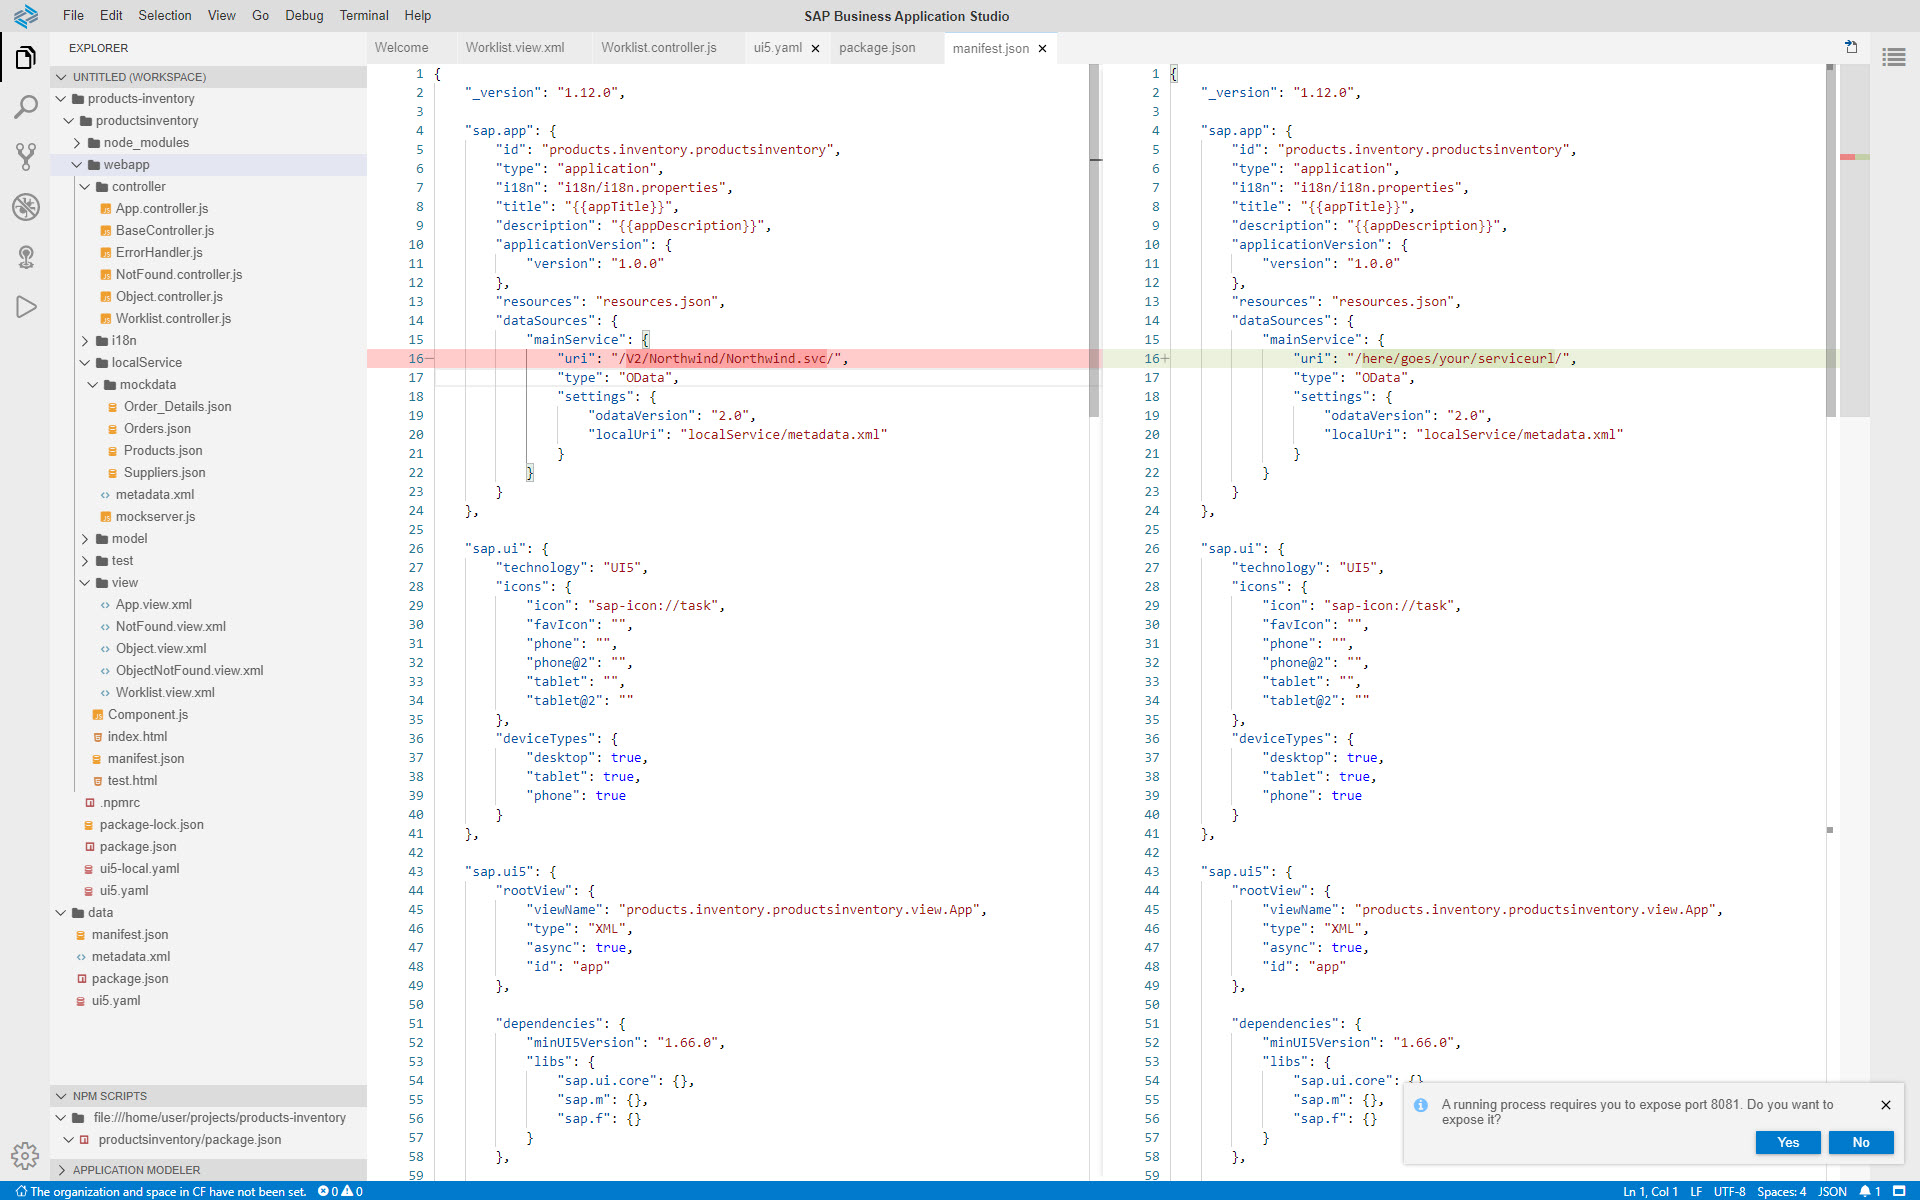 File Edit Selection View Go Debug Terminal Help
SAP Business Application Studio
EXPLORER
UNTITLED (WORKSPACE)
products-inventory
productsinventory
node_modules
webapp
controller
App.controller.js
BaseController.js
ErrorHandler.js
NotFound.controller.js
Object.controller.js
Worklist.controller.js
i18n
localService
mockdata
Order_Details.json
Orders.json
Products.json
Suppliers.json
metadata.xml
mockserver.js
model
test
view
App.view.xml
NotFound.view.xml
Object.view.xml
ObjectNotFound.view.xml
Worklist.view.xml
Component.js
index.html
manifest.json
test.html
.npmrc
package-lock.json
package.json
ui5-local.yaml
ui5.yaml
data
manifest.json
metadata.xml
package.json
ui5.yaml
NPM SCRIPTS
file:///home/user/projects/products-inventory
productsinventory/package.json
APPLICATION MODELER
Welcome Worklist.view.xml Worklist.controller.js ui5.yaml × package.json manifest.json ×
1 {
2 "_version": "1.12.0",
3
4 "sap.app": {
5 "id": "products.inventory.productsinventory",
6 "type": "application",
7 "i18n": "i18n/i18n.properties",
8 "title": "{{appTitle}}",
9 "description": "{{appDescription}}",
10 "applicationVersion": {
11 "version": "1.0.0"
12 },
13 "resources": "resources.json",
14 "dataSources": {
15 "mainService": {
16− "uri": "/V2/Northwind/Northwind.svc/",
17 "type": "OData",
18 "settings": {
19 "odataVersion": "2.0",
20 "localUri": "localService/metadata.xml"
21 }
22 }
23 }
24 },
25
26 "sap.ui": {
27 "technology": "UI5",
28 "icons": {
29 "icon": "sap-icon://task",
30 "favIcon": "",
31 "phone": "",
32 "phone@2": "",
33 "tablet": "",
34 "tablet@2": ""
35 },
36 "deviceTypes": {
37 "desktop": true,
38 "tablet": true,
39 "phone": true
40 }
41 },
42
43 "sap.ui5": {
44 "rootView": {
45 "viewName": "products.inventory.productsinventory.view.App",
46 "type": "XML",
47 "async": true,
48 "id": "app"
49 },
50
51 "dependencies": {
52 "minUI5Version": "1.66.0",
53 "libs": {
54 "sap.ui.core": {},
55 "sap.m": {},
56 "sap.f": {}
57 }
58 },
59
1 {
2 "_version": "1.12.0",
3
4 "sap.app": {
5 "id": "products.inventory.productsinventory",
6 "type": "application",
7 "i18n": "i18n/i18n.properties",
8 "title": "{{appTitle}}",
9 "description": "{{appDescription}}",
10 "applicationVersion": {
11 "version": "1.0.0"
12 },
13 "resources": "resources.json",
14 "dataSources": {
15 "mainService": {
16+ "uri": "/here/goes/your/serviceurl/",
17 "type": "OData",
18 "settings": {
19 "odataVersion": "2.0",
20 "localUri": "localService/metadata.xml"
21 }
22 }
23 }
24 },
25
26 "sap.ui": {
27 "technology": "UI5",
28 "icons": {
29 "icon": "sap-icon://task",
30 "favIcon": "",
31 "phone": "",
32 "phone@2": "",
33 "tablet": "",
34 "tablet@2": ""
35 },
36 "deviceTypes": {
37 "desktop": true,
38 "tablet": true,
39 "phone": true
40 }
41 },
42
43 "sap.ui5": {
44 "rootView": {
45 "viewName": "products.inventory.productsinventory.view.App",
46 "type": "XML",
47 "async": true,
48 "id": "app"
49 },
50
51 "dependencies": {
52 "minUI5Version": "1.66.0",
53 "libs": {
54 "sap.ui.core": {}
55 "sap.m": {},
56 "sap.f": {}
57 }
58 },
59
A running process requires you to expose port 8081. Do you want to
expose it?
Yes No
The organization and space in CF have not been set. 0 0
Ln 1, Col 1 LF UTF-8 Spaces: 4 JSON 1